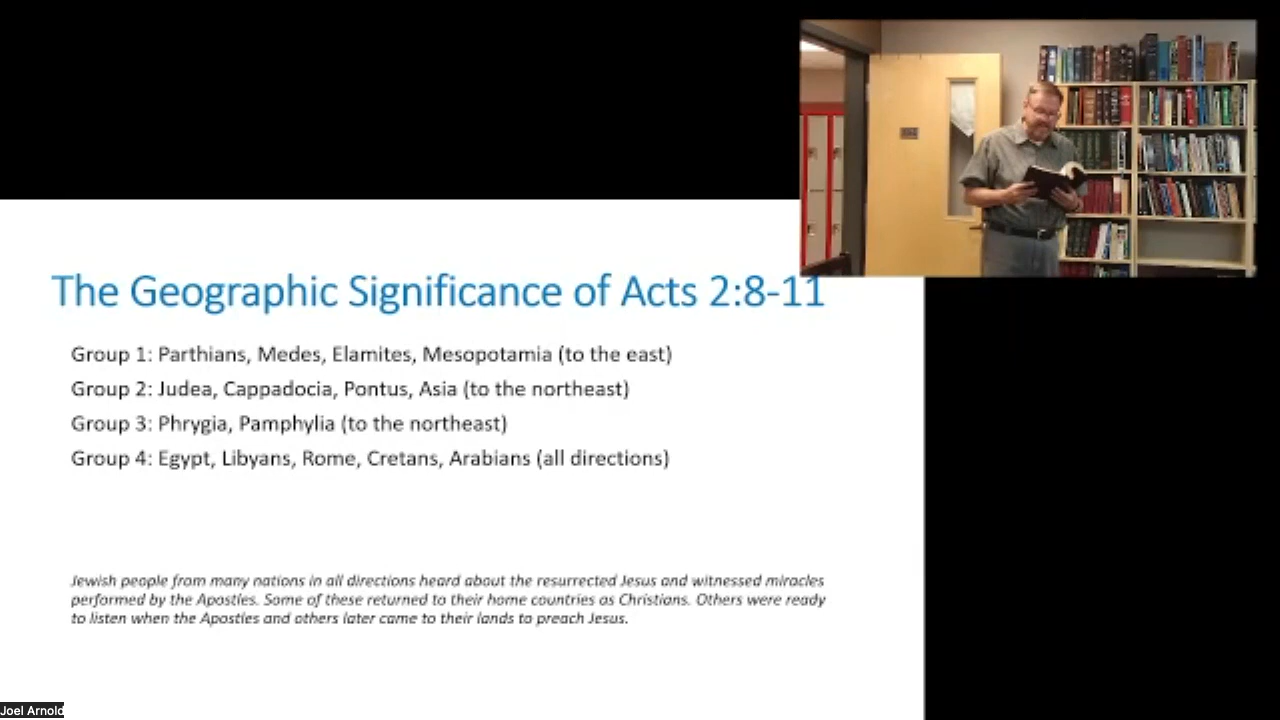 The Geographic Significance of Acts 2:8-11
Group 1: Parthians, Medes, Elamites, Mesopotamia (to the east)
Group 2: Judea, Cappadocia, Pontus, Asia (to the northeast)
Group 3: Phrygia, Pamphylia (to the northeast)
Group 4: Egypt, Libyans, Rome, Cretans, Arabians (all directions)
Jewish people from many nations in all directions heard about the resurrected Jesus and witnessed miracles
performed by the Apostles. Some of these returned to their home countries as Christians. Others were ready
to listen when the Apostles and others later came to their lands to preach Jesus.
Joel Arnold